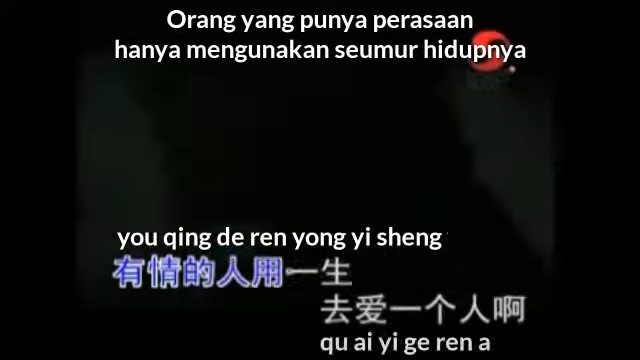 Orang yang punya perasaan
hanya mengunakan seumur hidupnya
you qing de ren yong yi sheng
有情的人用一生
去爱一个人啊
qu ai yi ge ren a